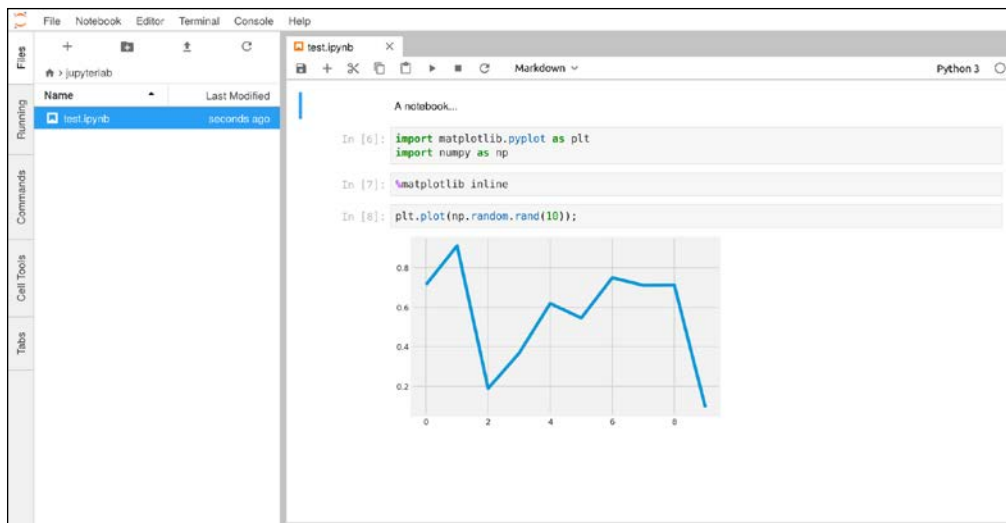 File Notebook Editor Terminal Console Help
Files
Running
Commands
Cell Tools
Tabs
jupyterlab
Name Last Modified
test.ipynb seconds ago
test.ipynb
Markdown Python 3
A notebook...
In [6]: import matplotlib.pyplot as plt
import numpy as np
In [7]: %matplotlib inline
In [8]: plt.plot(np.random.rand(10));
0.8
0.6
0.4
0.2
0 2 4 6 8